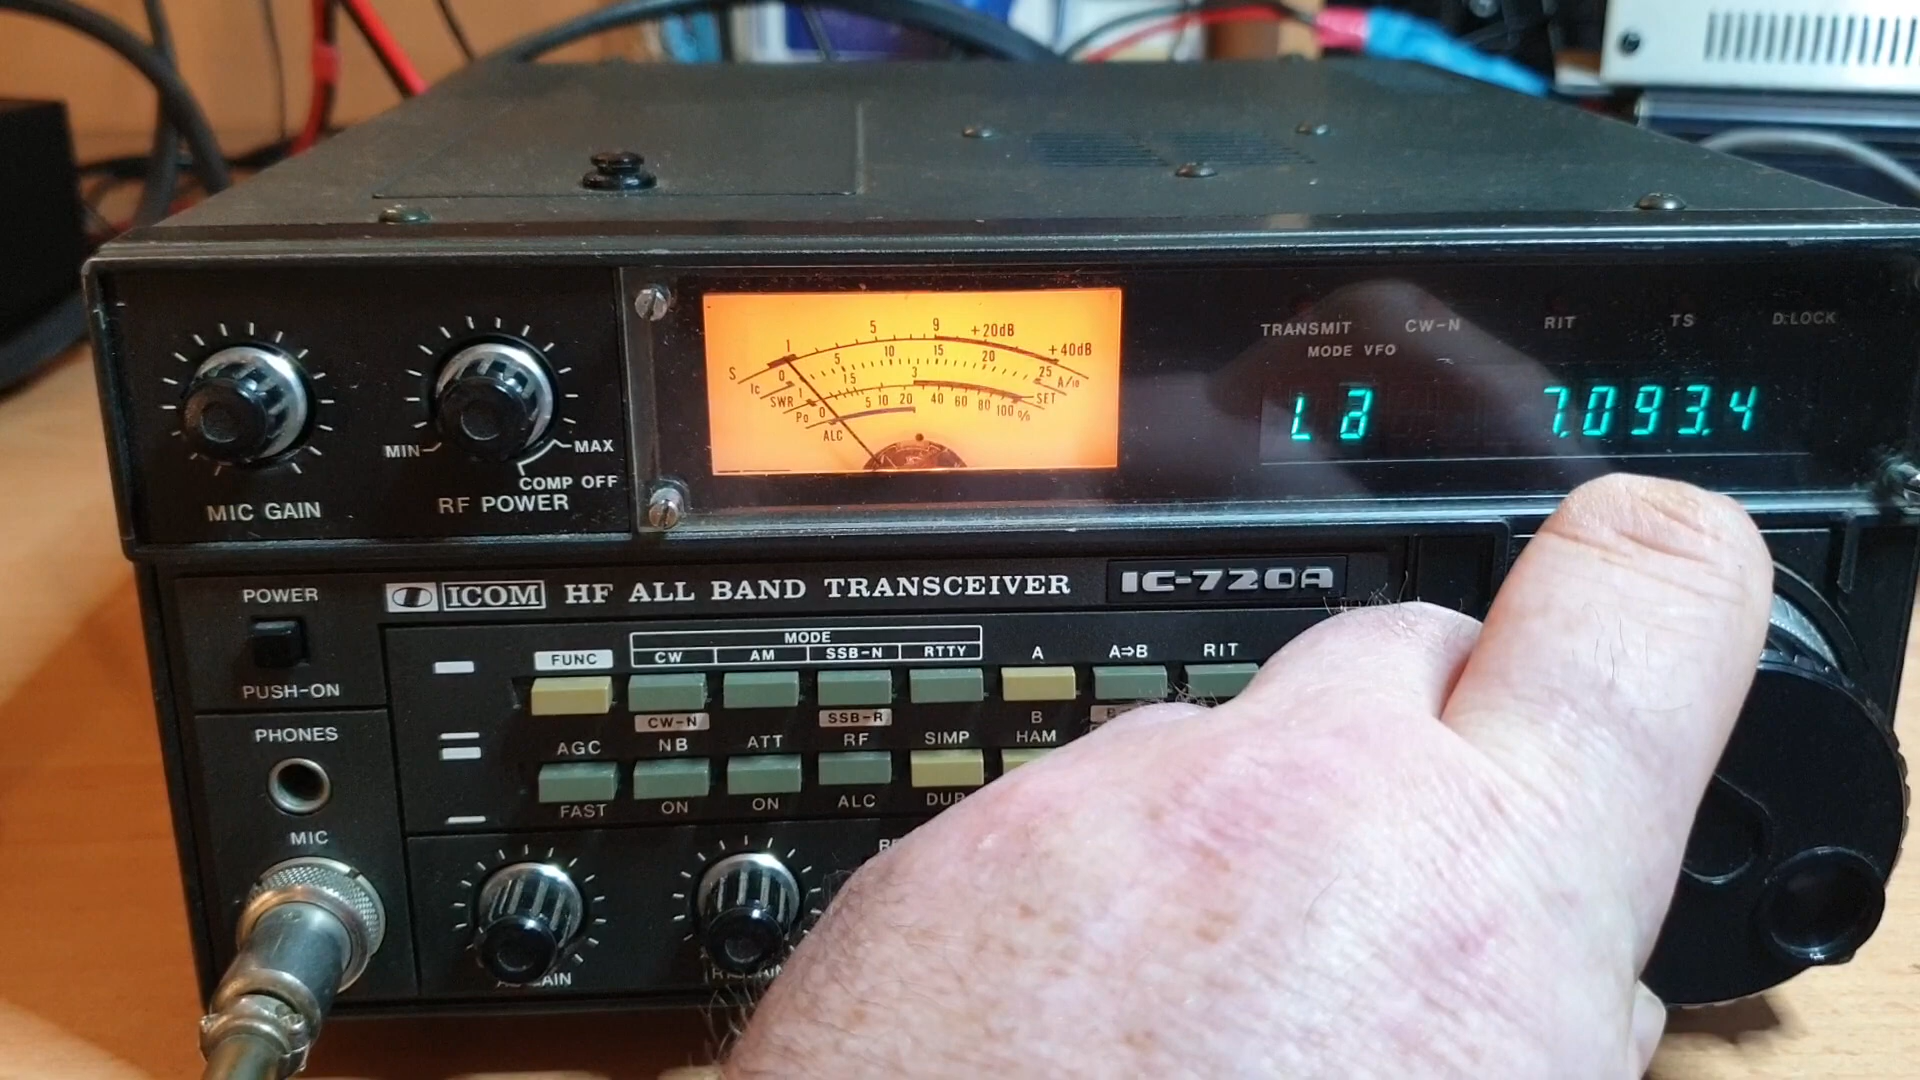 TRANSMIT CW-N RIT TS D.LOCK
MODE VFO
La 7.093.4
S 1 5 9 +20dB +40dB
Ic 0 5 10 15 20 25 A/10
SWR 1 1.5 3 SET
Po 0 5 10 20 40 60 80 100 %
ALC
MIN MAX
COMP OFF
MIC GAIN RF POWER
POWER
PUSH-ON
ICOM HF ALL BAND TRANSCEIVER IC-720A
MODE
FUNC CW AM SSB-N RTTY A A⇒B RIT
CW-N SSB-R B
PHONES
AGC NB ATT RF SIMP HAM
FAST ON ON ALC DUP
MIC